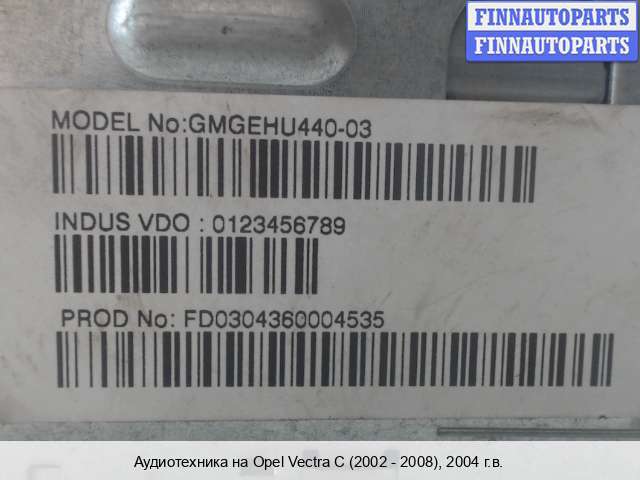 FINNAUTOPARTS
FINNAUTOPARTS
MODEL No:GMGEHU440-03
INDUS VDO : 0123456789
PROD No: FD0304360004535
Аудиотехника на Opel Vectra C (2002 - 2008), 2004 г.в.